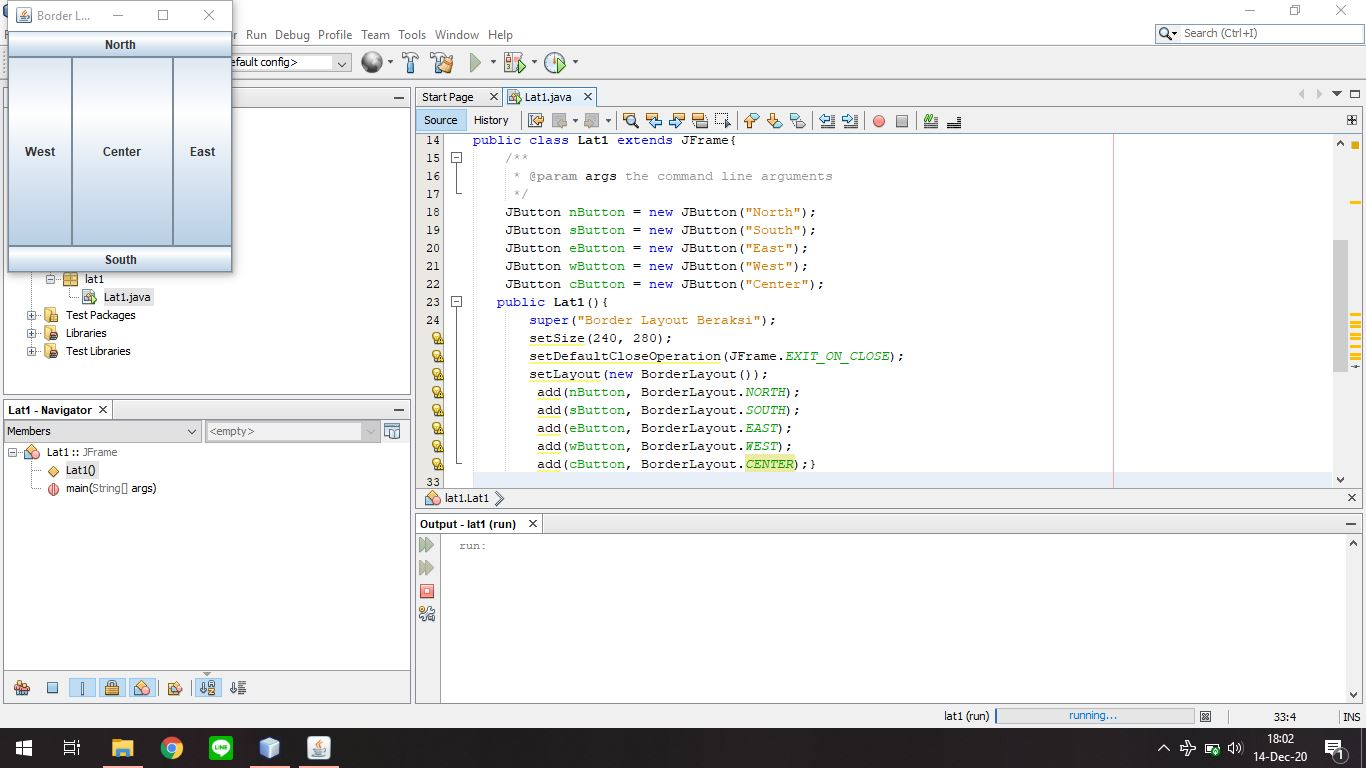 Border L...
North
West
Center
East
South
Run Debug Profile Team Tools Window Help
Search (Ctrl+I)
efault config>
lat1
Lat1.java
Test Packages
Libraries
Test Libraries
Lat1 - Navigator
Members
<empty>
Lat1 :: JFrame
Lat1()
main(String[] args)
Start Page
Lat1.java
Source
History
14 public class Lat1 extends JFrame{
15 /**
16 * @param args the command line arguments
17 */
18 JButton nButton = new JButton("North");
19 JButton sButton = new JButton("South");
20 JButton eButton = new JButton("East");
21 JButton wButton = new JButton("West");
22 JButton cButton = new JButton("Center");
23 public Lat1(){
24 super("Border Layout Beraksi");
setSize(240, 280);
setDefaultCloseOperation(JFrame.EXIT_ON_CLOSE);
setLayout(new BorderLayout());
add(nButton, BorderLayout.NORTH);
add(sButton, BorderLayout.SOUTH);
add(eButton, BorderLayout.EAST);
add(wButton, BorderLayout.WEST);
add(cButton, BorderLayout.CENTER);}
33
lat1.Lat1
Output - lat1 (run)
run:
lat1 (run)
running...
33:4
INS
LINE
18:02
14-Dec-20
1